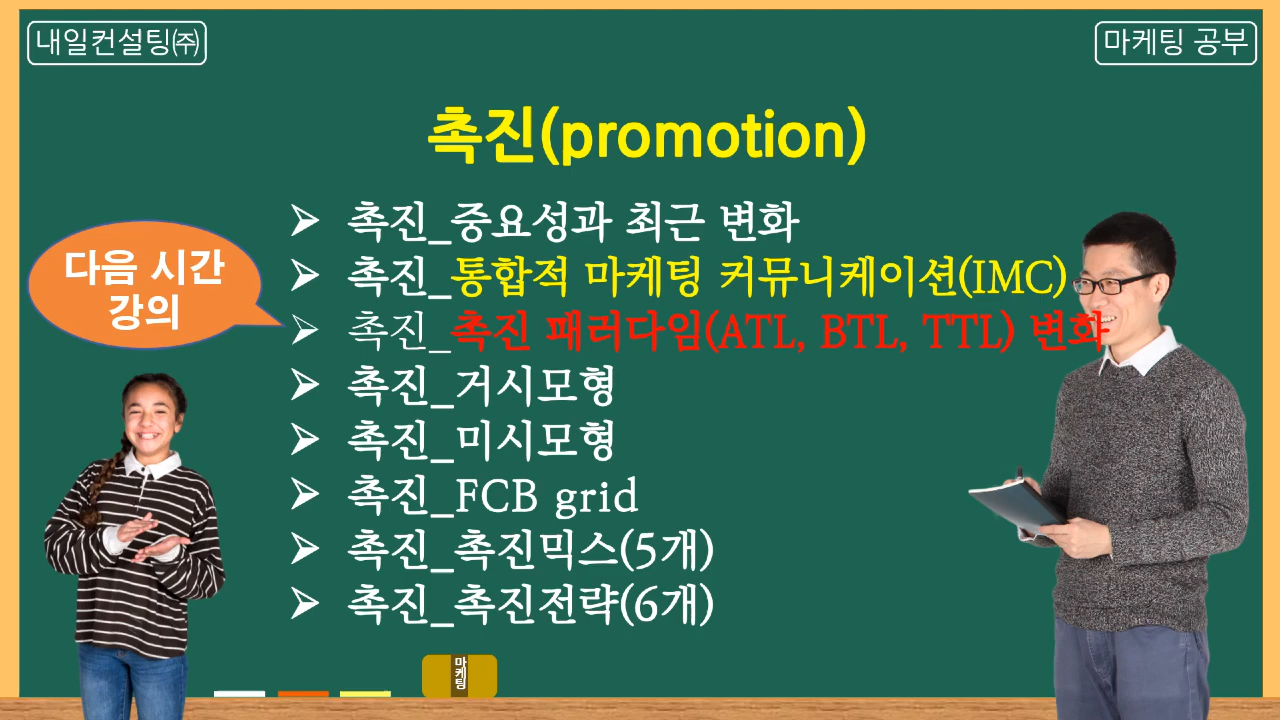 내일컨설팅㈜
마케팅 공부
촉진(promotion)
➢ 촉진_중요성과 최근 변화
➢ 촉진_통합적 마케팅 커뮤니케이션(IMC)
다음 시간
강의
➢ 촉진_촉진 패러다임(ATL, BTL, TTL) 변화
➢ 촉진_거시모형
➢ 촉진_미시모형
➢ 촉진_FCB grid
➢ 촉진_촉진믹스(5개)
➢ 촉진_촉진전략(6개)
마케팅